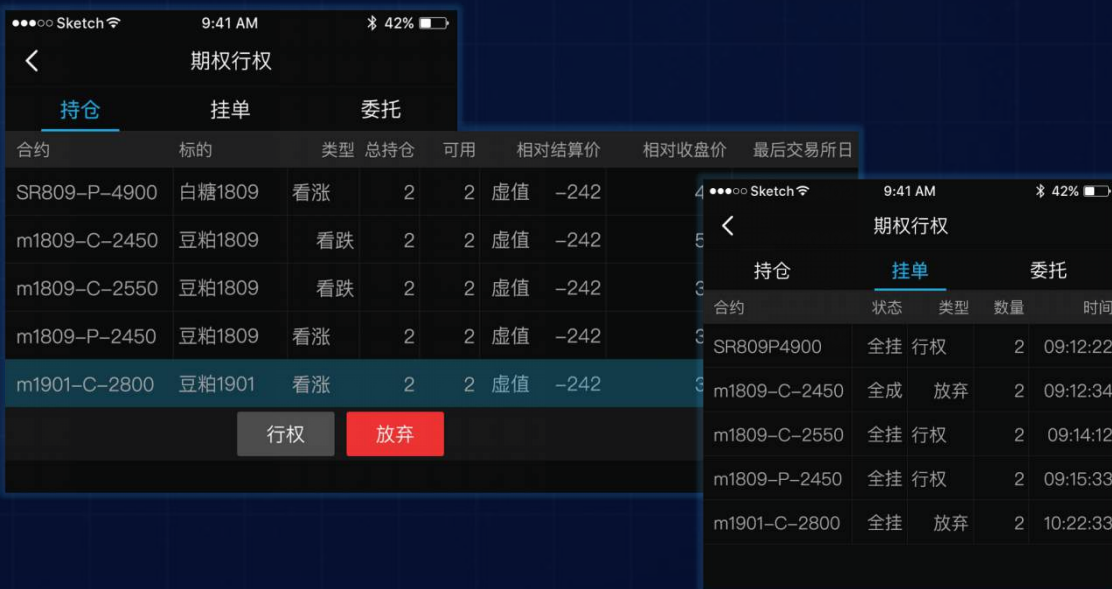 ●●●○○ Sketch 9:41 AM 42%
期权行权
持仓 挂单 委托
合约 标的 类型 总持仓 可用 相对结算价 相对收盘价 最后交易所日
SR809-P-4900 白糖1809 看涨 2 2 虚值 -242 4
m1809-C-2450 豆粕1809 看跌 2 2 虚值 -242 5
m1809-C-2550 豆粕1809 看跌 2 2 虚值 -242 3
m1809-P-2450 豆粕1809 看涨 2 2 虚值 -242 3
m1901-C-2800 豆粕1901 看涨 2 2 虚值 -242 3
行权 放弃
●●●○○ Sketch 9:41 AM 42%
期权行权
持仓 挂单 委托
合约 状态 类型 数量 时间
SR809P4900 全挂 行权 2 09:12:22
m1809-C-2450 全成 放弃 2 09:12:34
m1809-C-2550 全挂 行权 2 09:14:12
m1809-P-2450 全挂 行权 2 09:15:33
m1901-C-2800 全挂 放弃 2 10:22:33